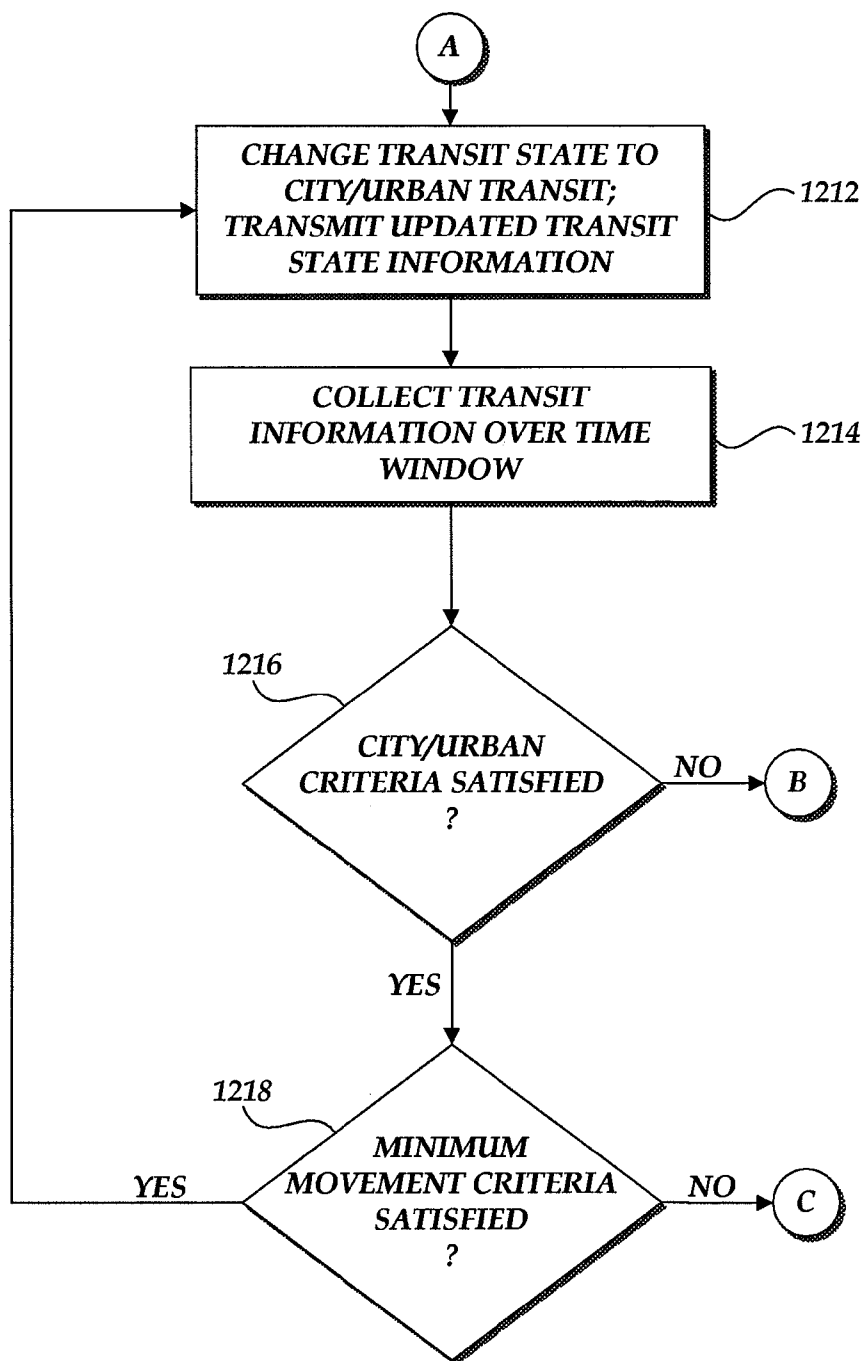 A
CHANGE TRANSIT STATE TO
CITY/URBAN TRANSIT;
TRANSMIT UPDATED TRANSIT
STATE INFORMATION
1212
COLLECT TRANSIT
INFORMATION OVER TIME
WINDOW
1214
1216
CITY/URBAN
CRITERIA SATISFIED
?
NO
B
YES
1218
MINIMUM
MOVEMENT CRITERIA
SATISFIED
?
YES
NO
C